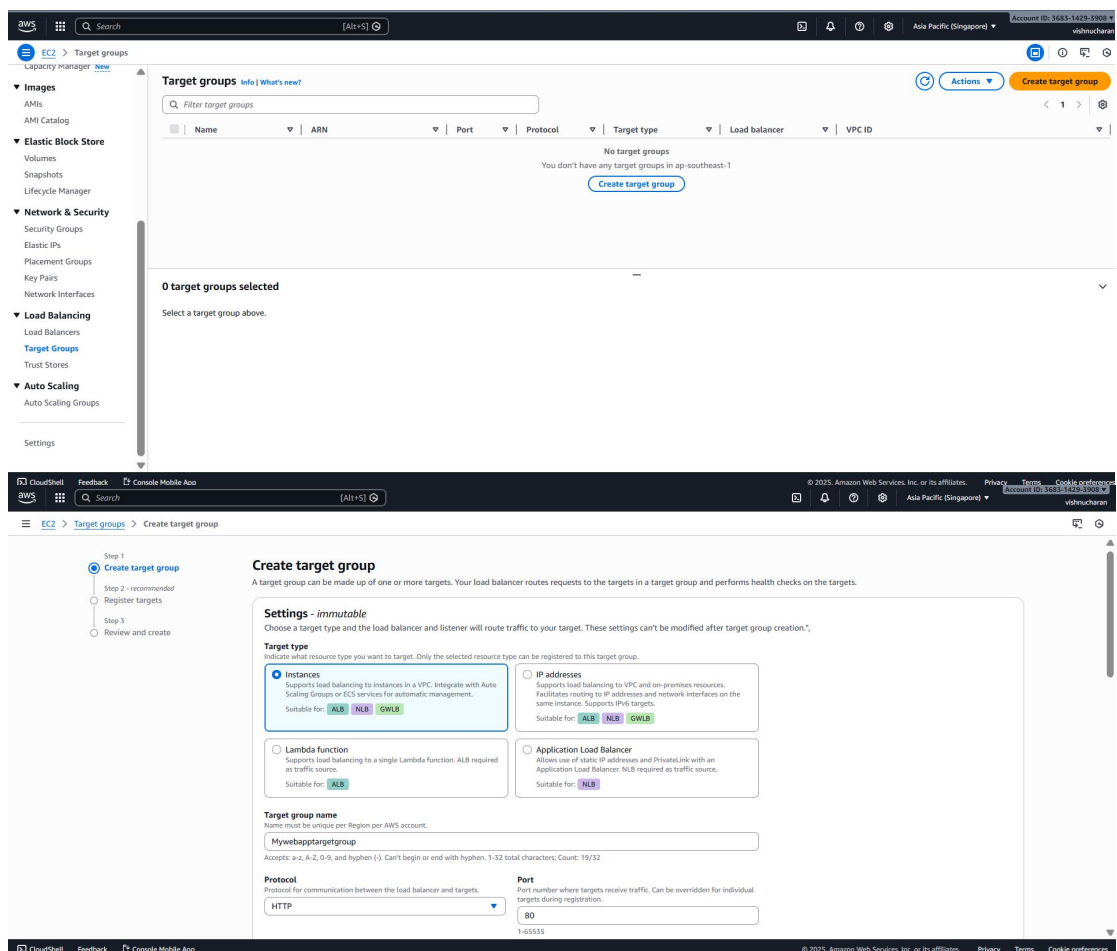 aws
Search
[Alt+S]
Asia Pacific (Singapore)
Account ID: 3683-1429-3908
vishnucharan
EC2 > Target groups
Capacity Manager New
Images
AMIs
AMI Catalog
Elastic Block Store
Volumes
Snapshots
Lifecycle Manager
Network & Security
Security Groups
Elastic IPs
Placement Groups
Key Pairs
Network Interfaces
Load Balancing
Load Balancers
Target Groups
Trust Stores
Auto Scaling
Auto Scaling Groups
Settings
Target groups Info | What's new?
Actions
Create target group
Filter target groups
1
Name ARN Port Protocol Target type Load balancer VPC ID
No target groups
You don't have any target groups in ap-southeast-1
Create target group
0 target groups selected
Select a target group above.
CloudShell Feedback Console Mobile App
© 2025, Amazon Web Services, Inc. or its affiliates. Privacy Terms Cookie preferences
aws
Search
[Alt+S]
Asia Pacific (Singapore)
Account ID: 3683-1429-3908
vishnucharan
EC2 > Target groups > Create target group
Step 1
Create target group
Step 2 - recommended
Register targets
Step 3
Review and create
Create target group
A target group can be made up of one or more targets. Your load balancer routes requests to the targets in a target group and performs health checks on the targets.
Settings - immutable
Choose a target type and the load balancer and listener will route traffic to your target. These settings can't be modified after target group creation.",
Target type
Indicate what resource type you want to target. Only the selected resource type can be registered to this target group.
Instances
Supports load balancing to instances in a VPC. Integrate with Auto
Scaling Groups or ECS services for automatic management.
Suitable for: ALB NLB GWLB
IP addresses
Supports load balancing to VPC and on-premises resources.
Facilitates routing to IP addresses and network interfaces on the
same instance. Supports IPv6 targets.
Suitable for: ALB NLB GWLB
Lambda function
Supports load balancing to a single Lambda function. ALB required
as traffic source.
Suitable for: ALB
Application Load Balancer
Allows use of static IP addresses and PrivateLink with an
Application Load Balancer. NLB required as traffic source.
Suitable for: NLB
Target group name
Name must be unique per Region per AWS account.
Mywebapptargetgroup
Accepts: a-z, A-Z, 0-9, and hyphen (-). Can't begin or end with hyphen. 1-32 total characters; Count: 19/32
Protocol
Protocol for communication between the load balancer and targets.
HTTP
Port
Port number where targets receive traffic. Can be overridden for individual
targets during registration.
80
1-65535
CloudShell Feedback Console Mobile App
© 2025, Amazon Web Services, Inc. or its affiliates. Privacy Terms Cookie preferences